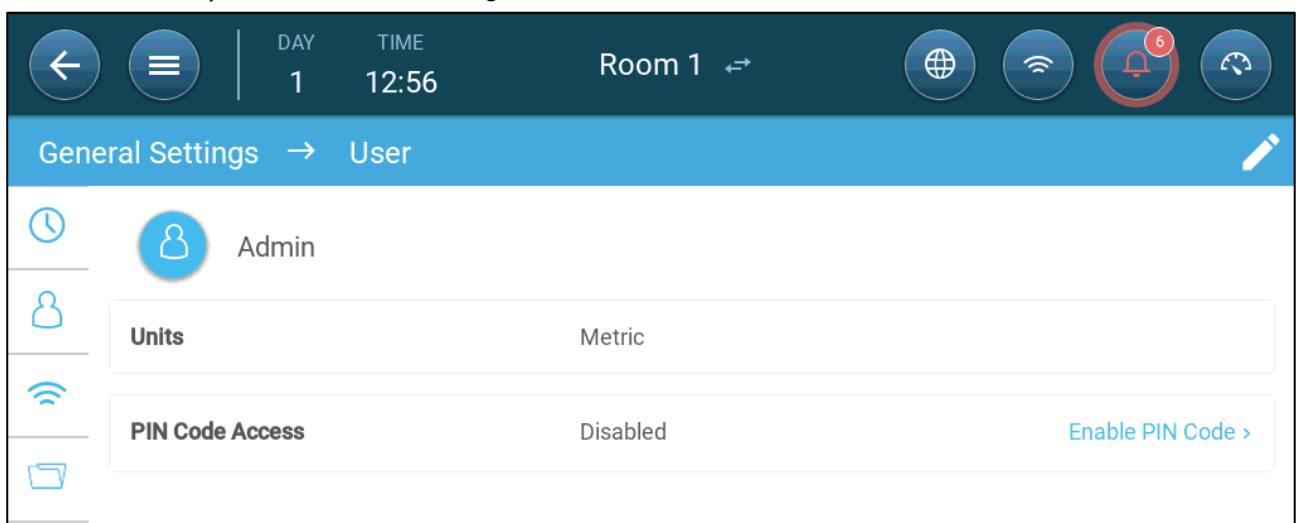 DAY TIME
1 12:56 Room 1
6
General Settings → User
Admin
Units Metric
PIN Code Access Disabled Enable PIN Code >